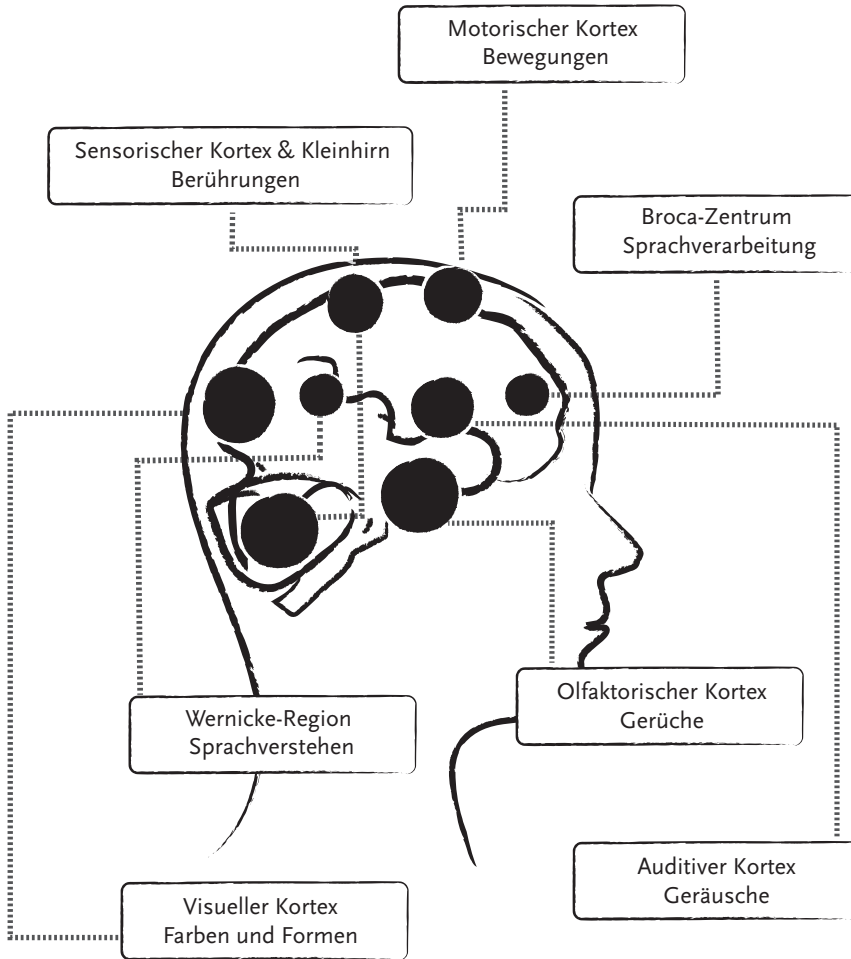 Motorischer Kortex
Bewegungen
Sensorischer Kortex & Kleinhirn
Berührungen
Broca-Zentrum
Sprachverarbeitung
Wernicke-Region
Sprachverstehen
Olfaktorischer Kortex
Gerüche
Auditiver Kortex
Geräusche
Visueller Kortex
Farben und Formen